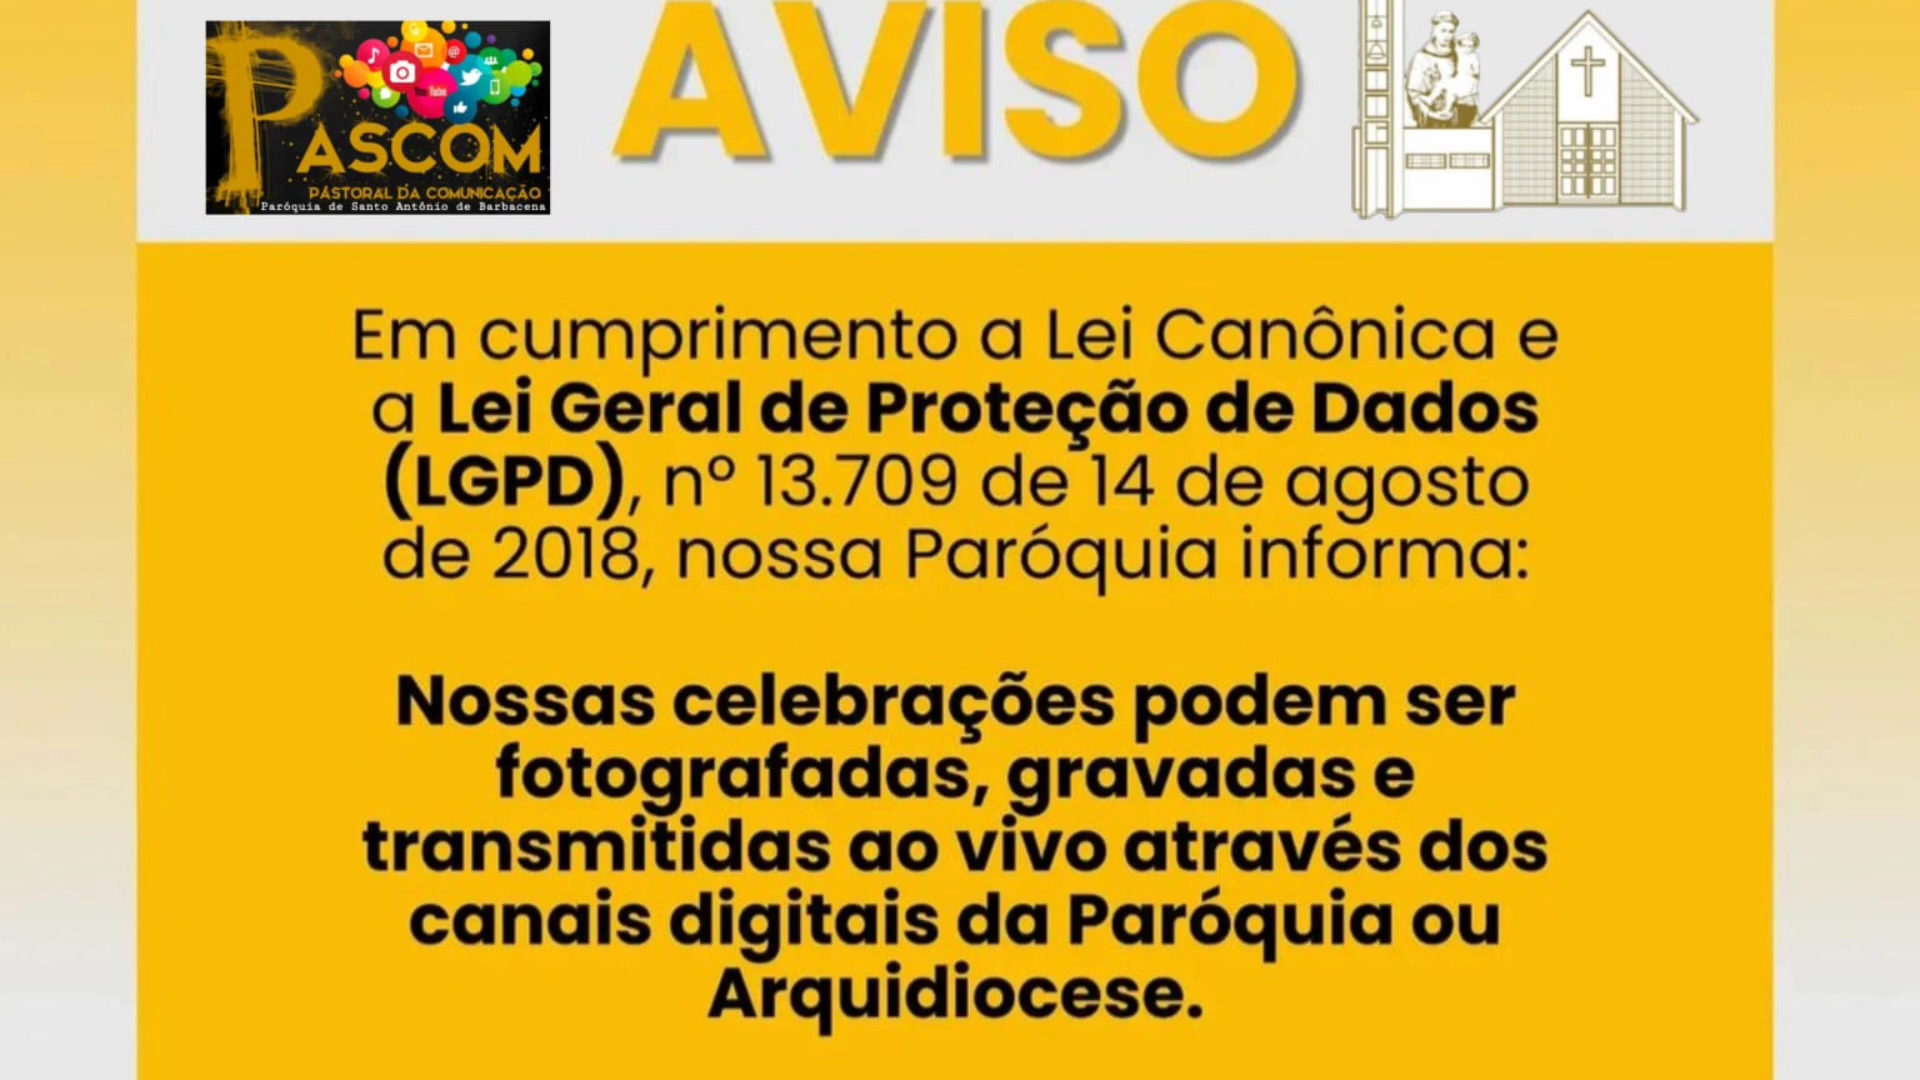 AVISO
PASCOM
PASTORAL DA COMUNICAÇÃO
Paróquia de Santo Antônio de Barbacena
You Tube
Em cumprimento a Lei Canônica e
a Lei Geral de Proteção de Dados
(LGPD), nº 13.709 de 14 de agosto
de 2018, nossa Paróquia informa:
Nossas celebrações podem ser
fotografadas, gravadas e
transmitidas ao vivo através dos
canais digitais da Paróquia ou
Arquidiocese.